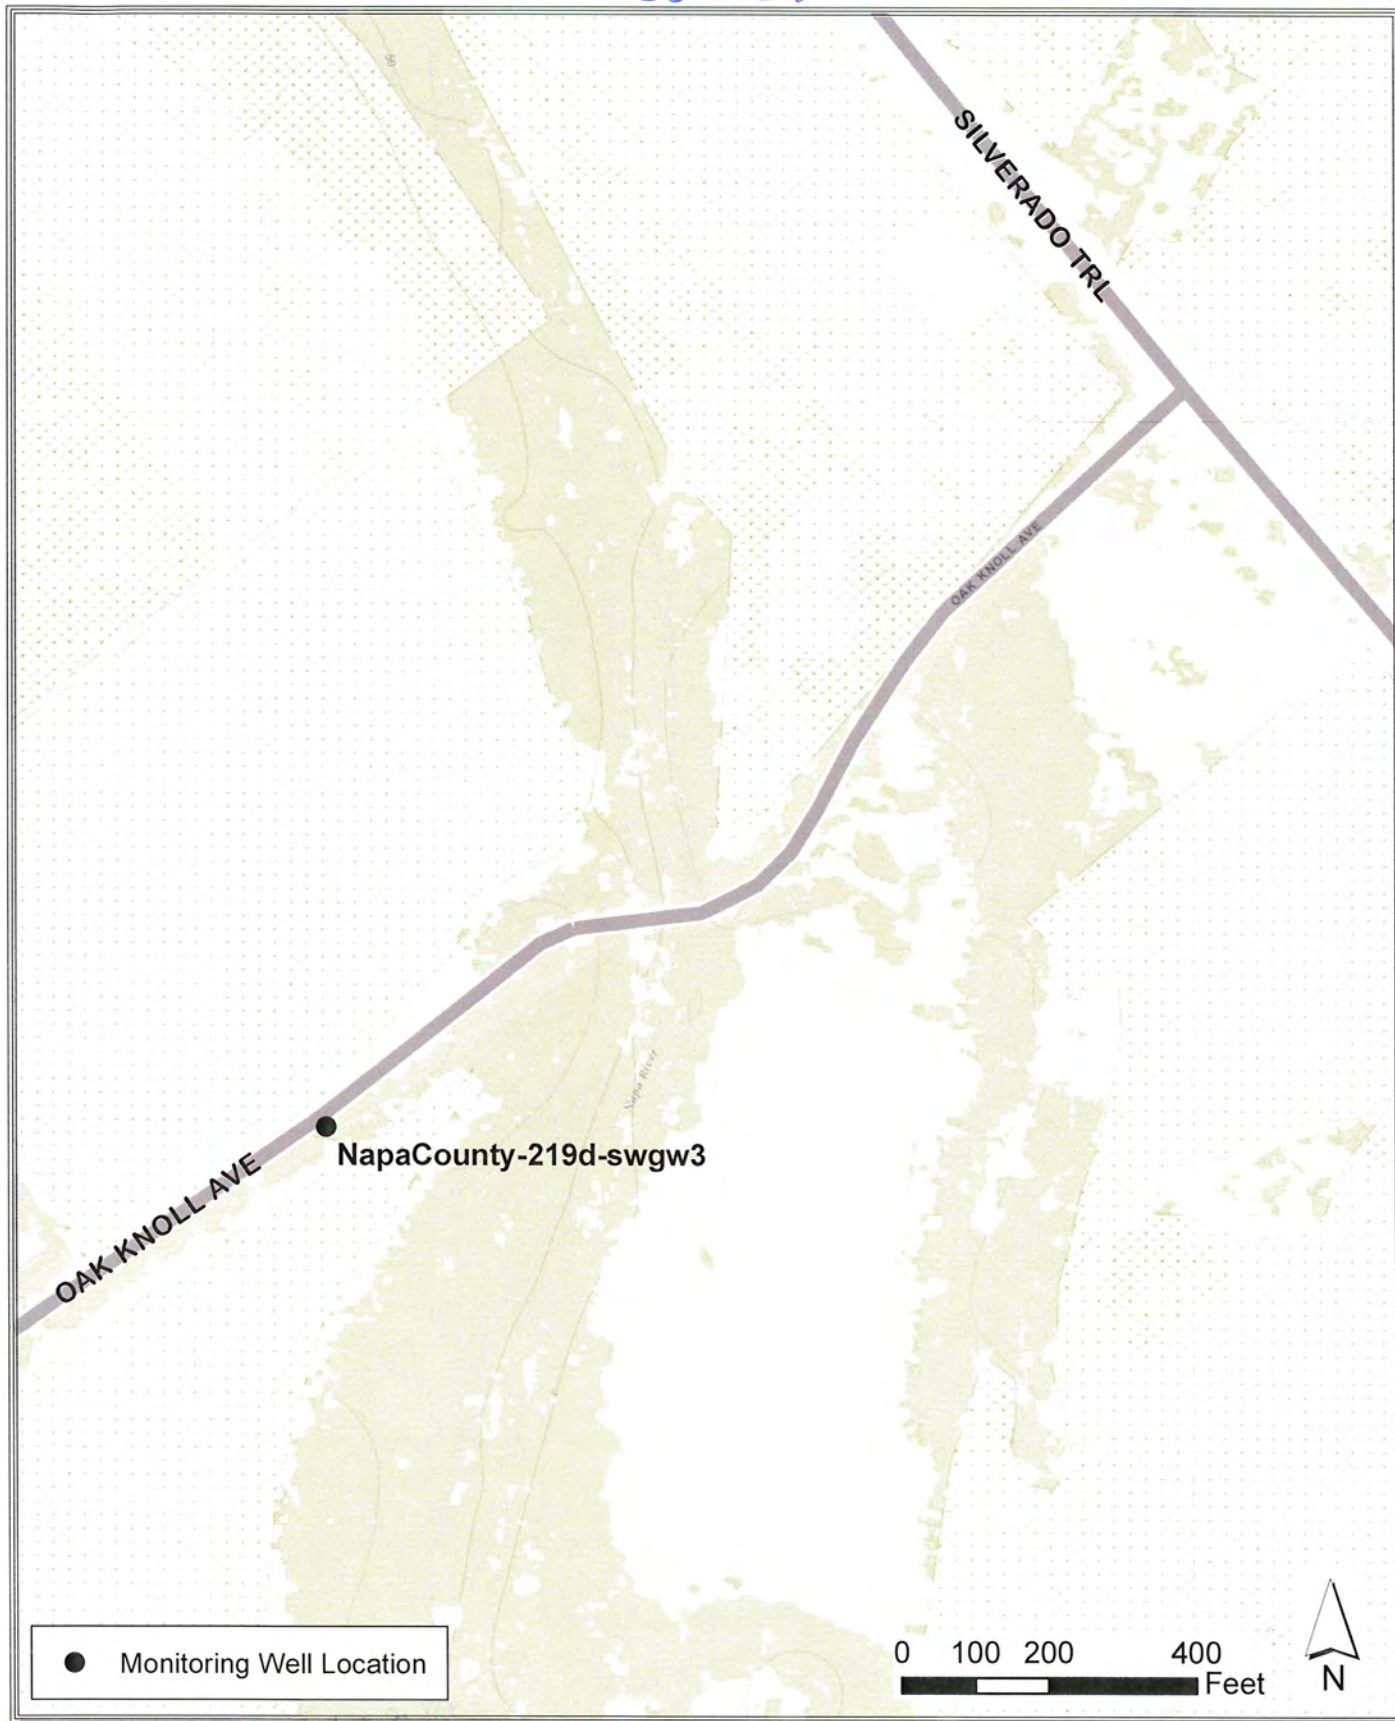 SILVERADO TRL
OAK KNOLL AVE
Napa River
NapaCounty-219d-swgw3
OAK KNOLL AVE
Monitoring Well Location
0 100 200 400
Feet
N